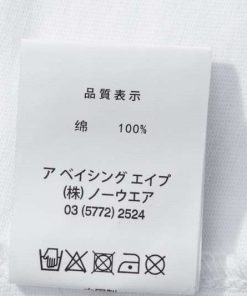 品質表示
绵 100%
ア ベイシング エイプ
(株) ノーウエア
03 (5772) 2524